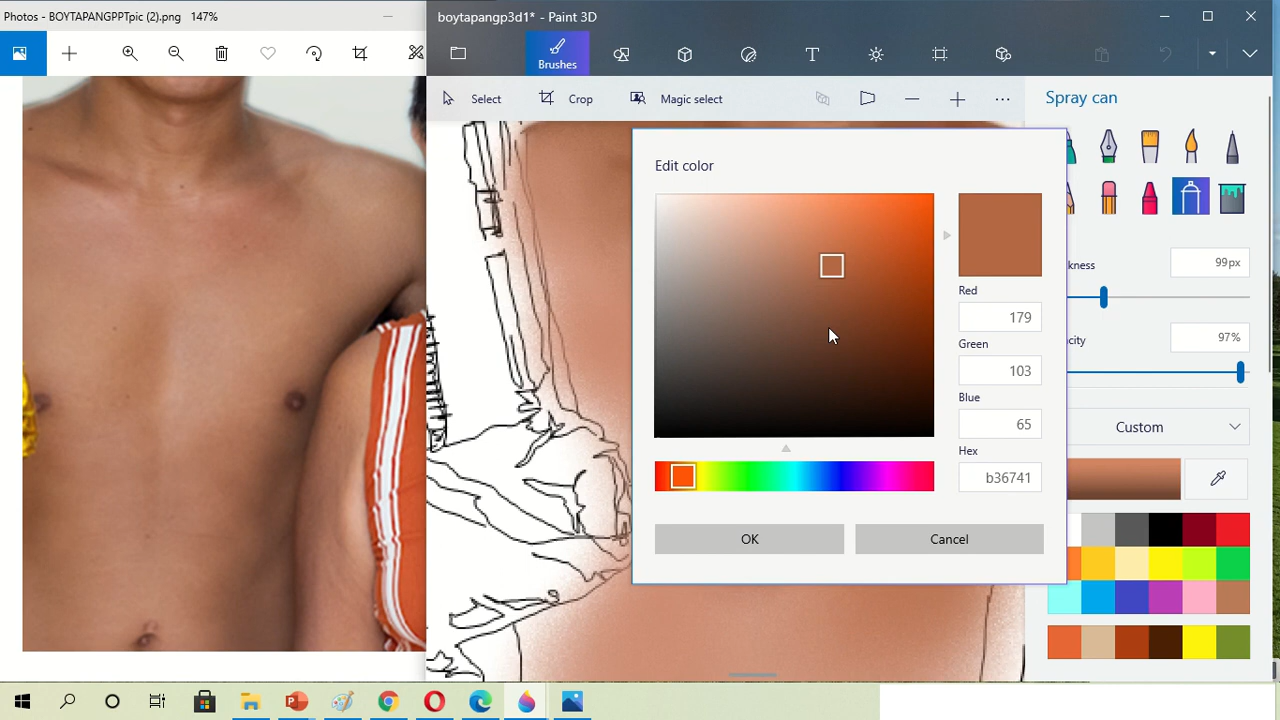 Photos - BOYTAPANGPPTpic (2).png   147%
boytapangp3d1* - Paint 3D
Brushes
Select
Crop
Magic select
Spray can
Edit color
kness
99px
Red
179
Green
103
city
97%
Blue
65
Custom
Hex
b36741
OK
Cancel